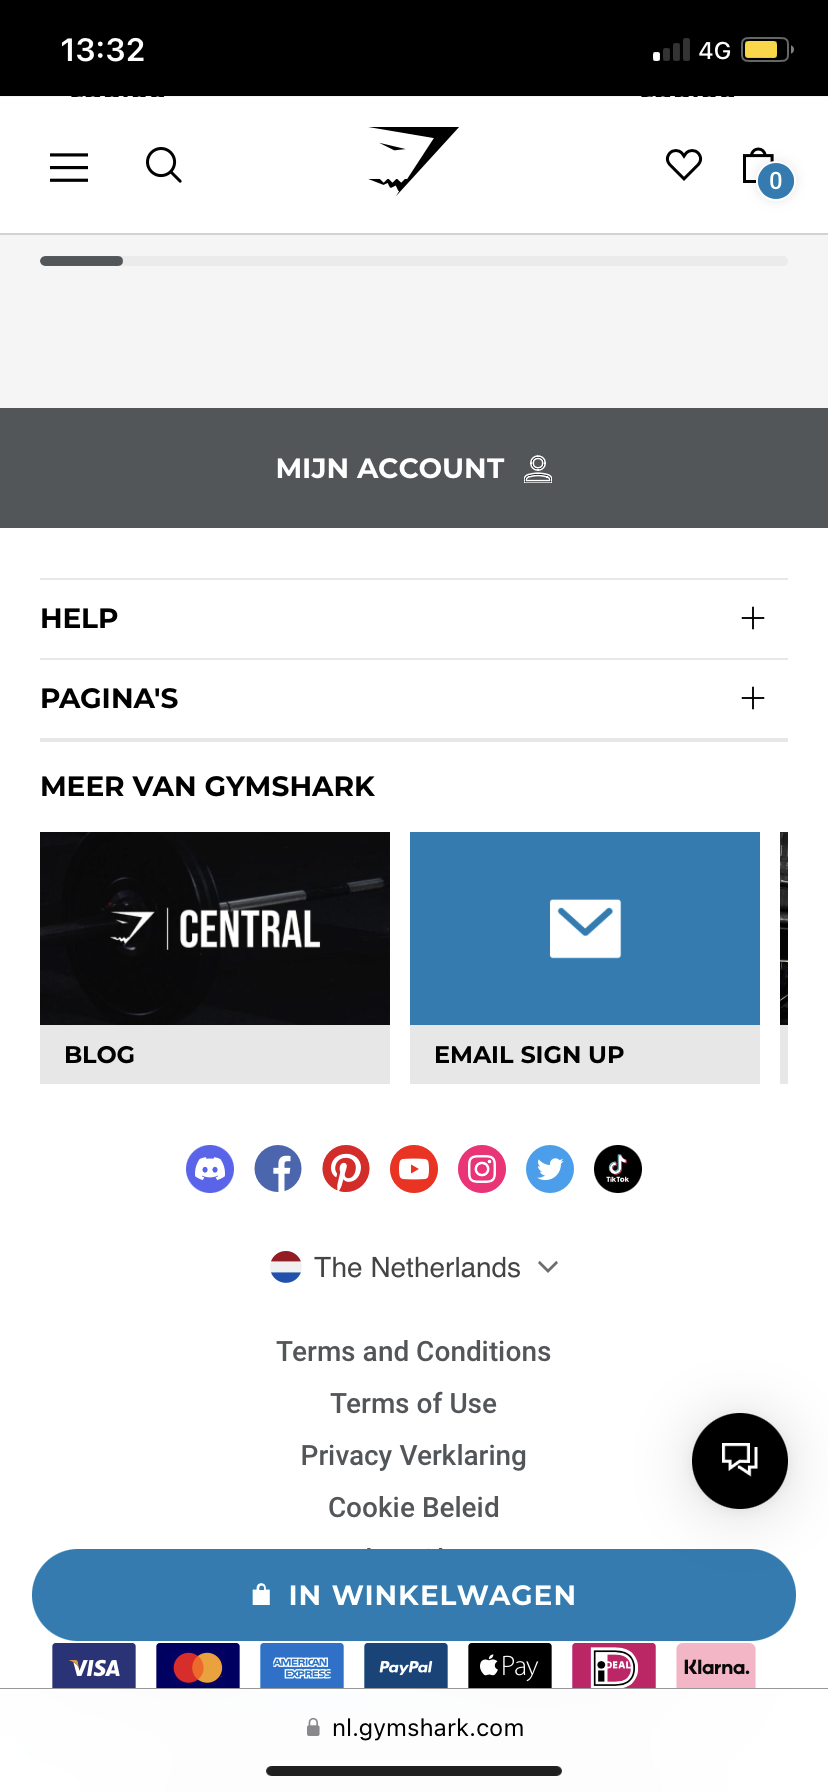 13:32
4G
0
MIJN ACCOUNT
HELP
PAGINA'S
MEER VAN GYMSHARK
CENTRAL
BLOG
EMAIL SIGN UP
TikTok
The Netherlands
Terms and Conditions
Terms of Use
Privacy Verklaring
Cookie Beleid
IN WINKELWAGEN
VISA
AMERICAN EXPRESS
PayPal
Pay
iDEAL
Klarna.
nl.gymshark.com